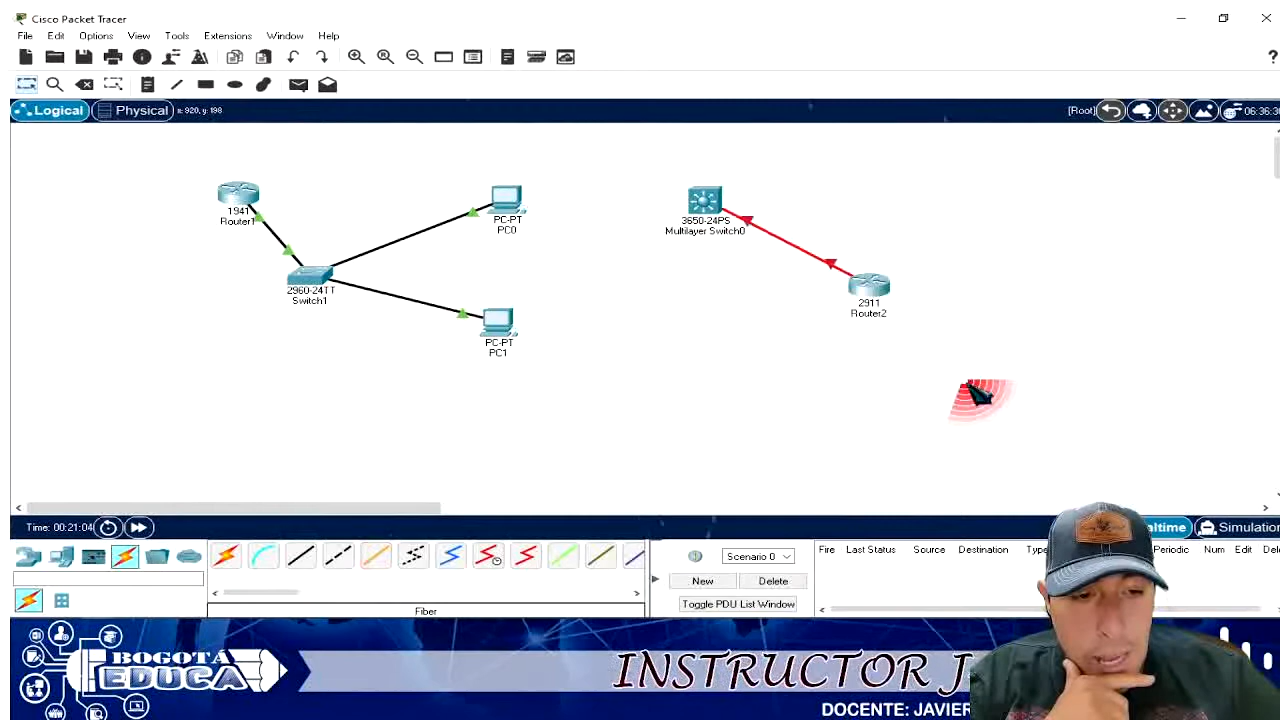 Cisco Packet Tracer
File Edit Options View Tools Extensions Window Help
?
Logical Physical x: 920, y: 198 [Root] 06:36:3
1941
Router1
PC-PT
PC0
2960-24TT
Switch1
PC-PT
PC1
3650-24PS
Multilayer Switch0
2911
Router2
Time: 00:21:04 altime Simulation
Scenario 0
New Delete
Toggle PDU List Window
Fire Last Status Source Destination Typ Periodic Num Edit Del
Fiber
BOGOTÁ
EDUCA
INSTRUCTOR J
DOCENTE: JAVIER